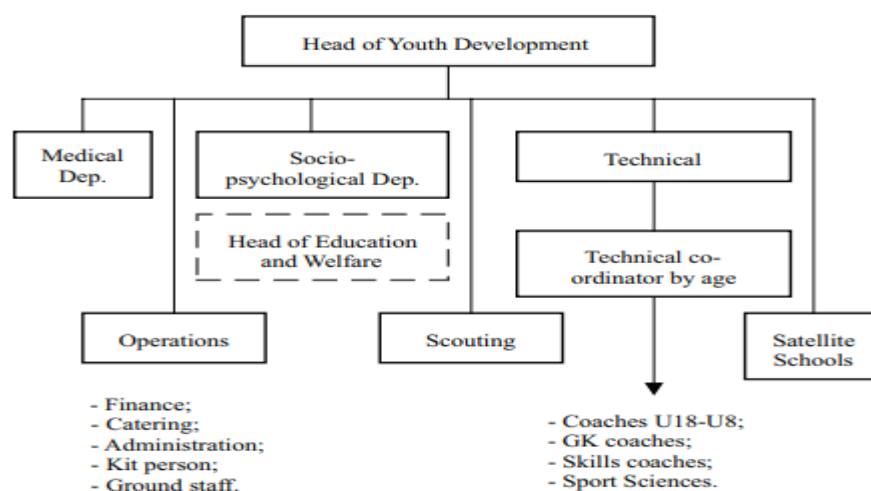 Head of Youth Development
Medical
Dep.
Socio-
psychological Dep.
Technical
Head of Education
and Welfare
Technical co-
ordinator by age
Operations
Scouting
Satellite
Schools
- Finance;
- Catering;
- Administration;
- Kit person;
- Ground staff.
- Coaches U18-U8;
- GK coaches;
- Skills coaches;
- Sport Sciences.